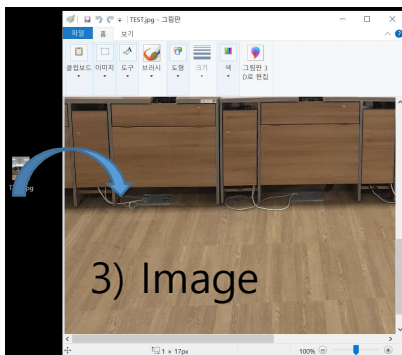 TEST.jpg - 그림판
파일 홈 보기
클립보드 이미지 도구 브러시 도형 크기 색 그림판 3D로 편집
3) Image
1 × 17px 100%